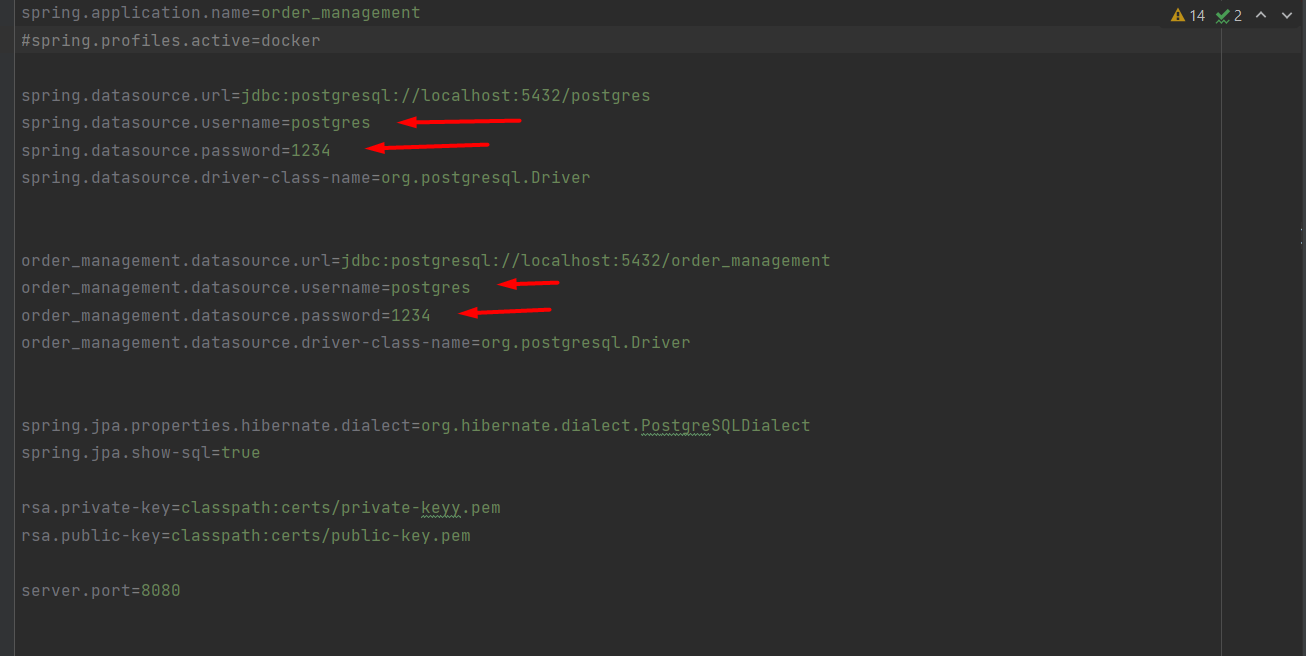 spring.application.name=order_management
14 2
#spring.profiles.active=docker
spring.datasource.url=jdbc:postgresql://localhost:5432/postgres
spring.datasource.username=postgres
spring.datasource.password=1234
spring.datasource.driver-class-name=org.postgresql.Driver
order_management.datasource.url=jdbc:postgresql://localhost:5432/order_management
order_management.datasource.username=postgres
order_management.datasource.password=1234
order_management.datasource.driver-class-name=org.postgresql.Driver
spring.jpa.properties.hibernate.dialect=org.hibernate.dialect.PostgreSQLDialect
spring.jpa.show-sql=true
rsa.private-key=classpath:certs/private-keyy.pem
rsa.public-key=classpath:certs/public-key.pem
server.port=8080